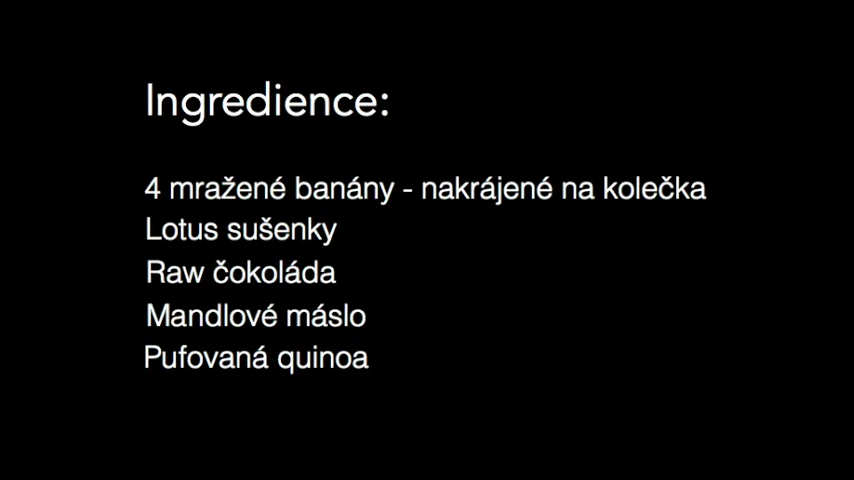 Ingredience:
4 mražené banány - nakrájené na kolečka
Lotus sušenky
Raw čokoláda
Mandlové máslo
Pufovaná quinoa